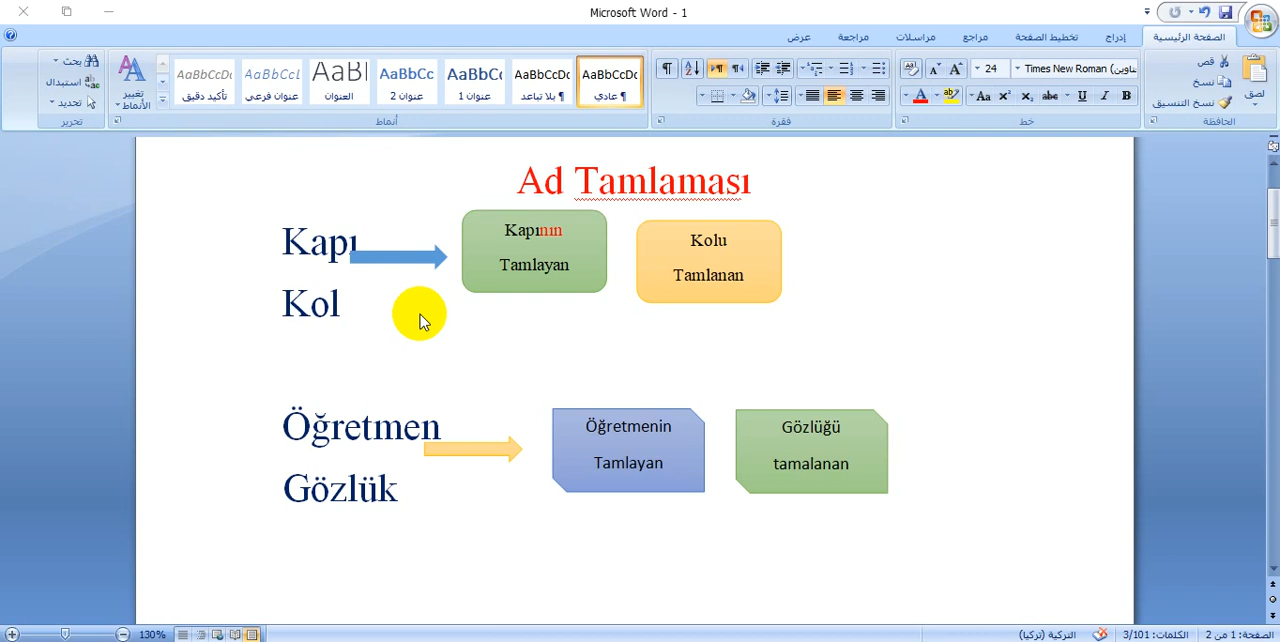 Microsoft Word - 1
الصفحة الرئيسية
إدراج
تخطيط الصفحة
مراجع
مراسلات
مراجعة
عرض
لصق
قص
نسخ
نسخ التنسيق
الحافظة
24
Times New Roman (عناوين
خط
فقرة
AaBbCcDc
¶ عادي
AaBbCcDc
¶ بلا تباعد
AaBbCc
عنوان 1
AaBbCc
عنوان 2
AaBbI
العنوان
AaBbCcL
عنوان فرعي
AaBbCcDc
تأكيد دقيق
تغيير
الأنماط
أنماط
بحث
استبدال
تحديد
تحرير
Ad Tamlaması
Kapı
Kapının
Tamlayan
Kolu
Tamlanan
Kol
Öğretmen
Öğretmenin
Tamlayan
Gözlüğü
tamalanan
Gözlük
صفحة: 1 من 2
الكلمات: 3/101
التركية (تركيا)
130%